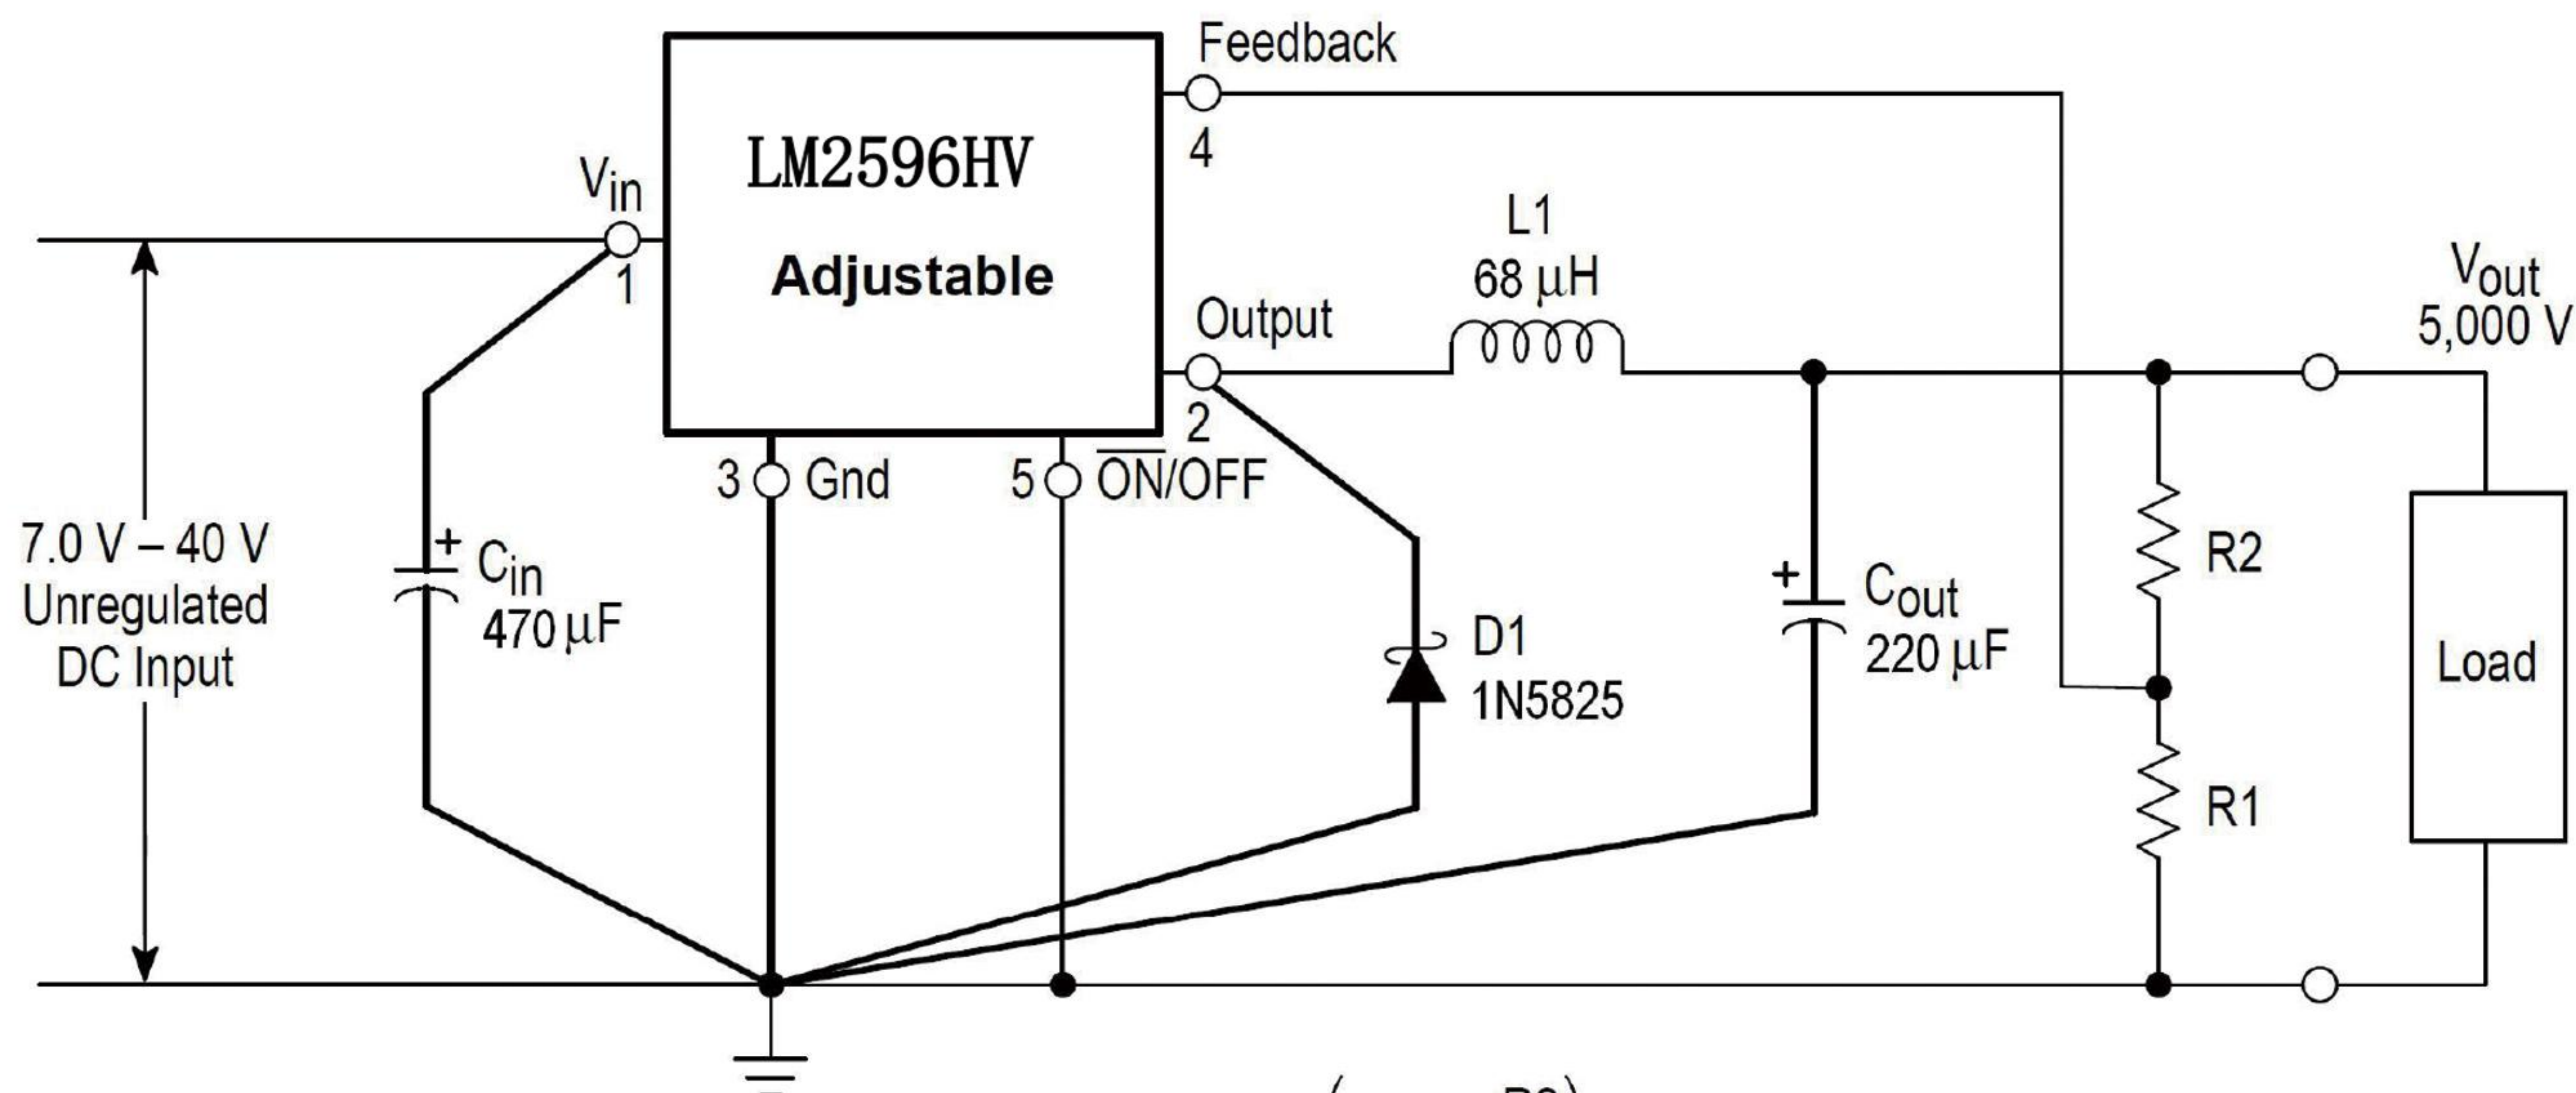 Feedback
4
LM2596HV
Adjustable
Vin
1
L1
68 µH
Output
2
Vout
5,000 V
3
Gnd
5
ON/OFF
7.0 V – 40 V
Unregulated
DC Input
+
Cin
470 µF
D1
1N5825
+
Cout
220 µF
R2
R1
Load